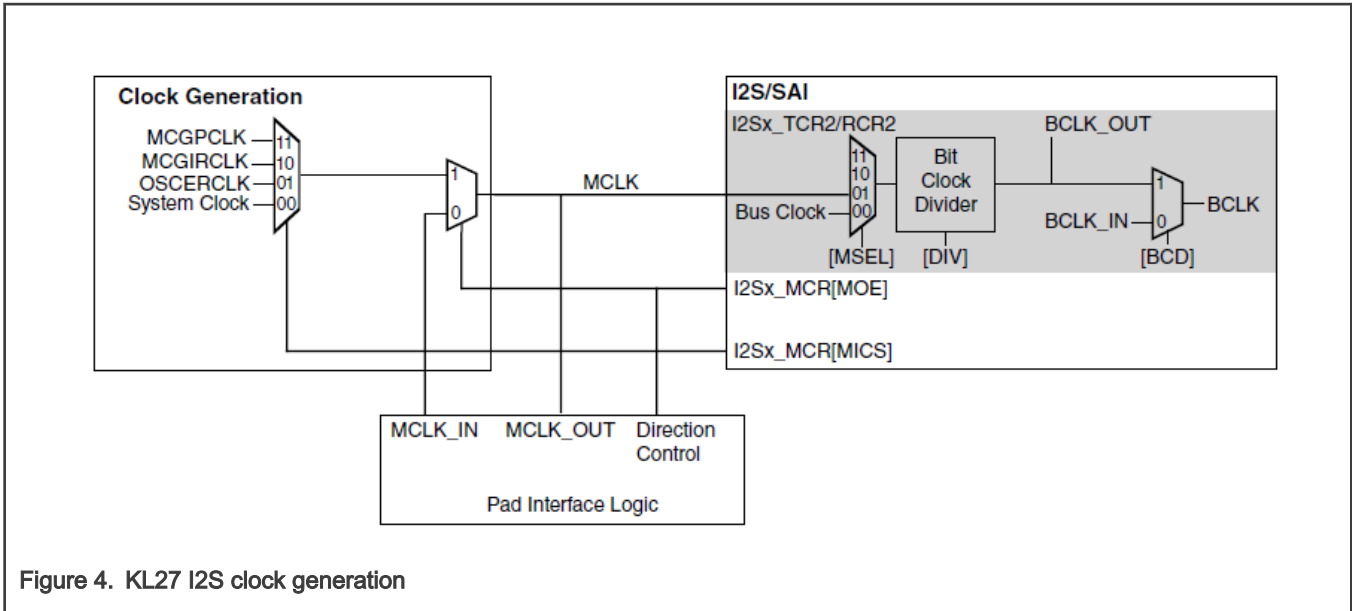 Clock Generation
MCGPCLK
11
MCGIRCLK
10
OSCERCLK
01
System Clock
00
1
0
MCLK
I2S/SAI
I2Sx_TCR2/RCR2
11
10
01
00
Bus Clock
[MSEL]
Bit
Clock
Divider
[DIV]
BCLK_OUT
1
BCLK_IN
0
BCLK
[BCD]
I2Sx_MCR[MOE]
I2Sx_MCR[MICS]
MCLK_IN
MCLK_OUT
Direction
Control
Pad Interface Logic
Figure 4. KL27 I2S clock generation